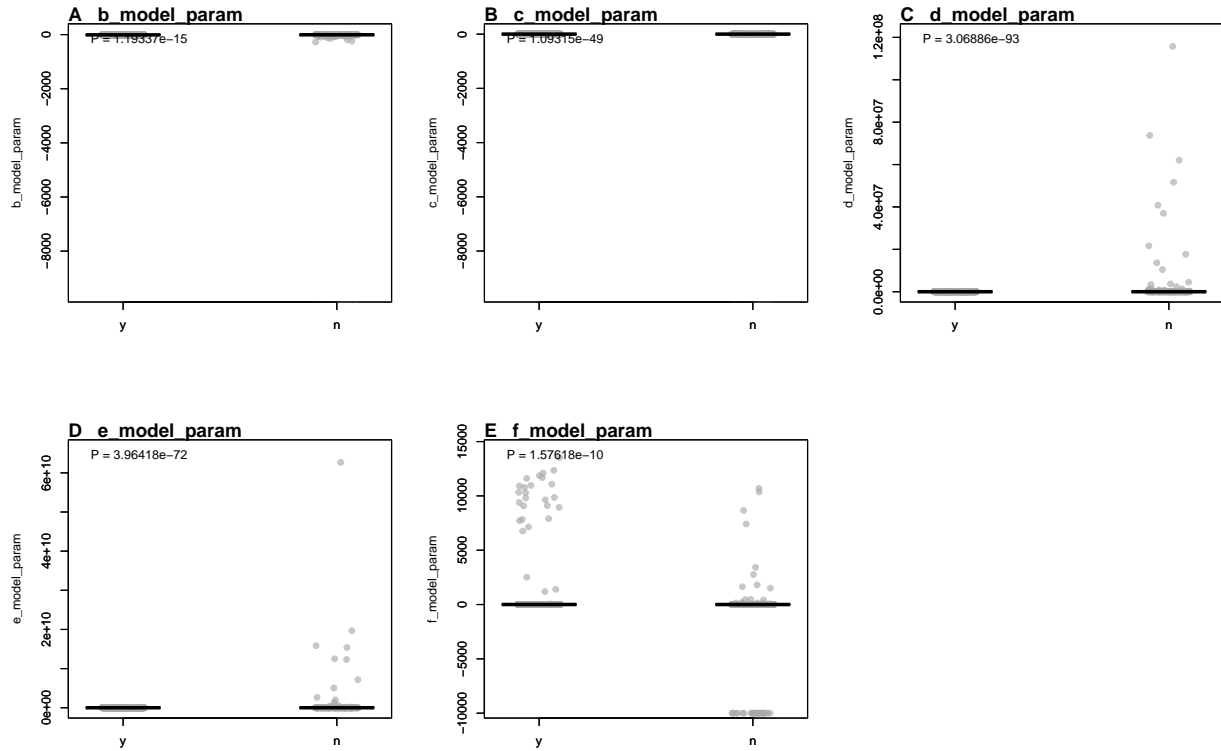 A b_model_param
P = 1.19337e−15
b_model_param
0
−2000
−4000
−6000
−8000
y
n
B c_model_param
P = 1.09315e−49
c_model_param
0
−2000
−4000
−6000
−8000
y
n
C d_model_param
P = 3.06886e−93
d_model_param
1.2e+08
8.0e+07
4.0e+07
0.0e+00
y
n
D e_model_param
P = 3.96418e−72
e_model_param
6e+10
4e+10
2e+10
0e+00
y
n
E f_model_param
P = 1.57618e−10
f_model_param
15000
10000
5000
0
−5000
−10000
y
n